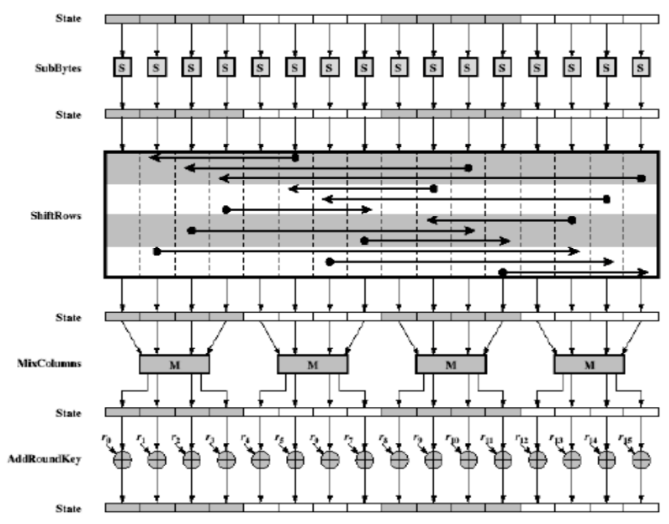 State
SubBytes S S S S S S S S S S S S S S S S
State
ShiftRows
State
MixColumns M M M M
State
r₀ r₁ r₂ r₃ r₄ r₅ r₆ r₇ r₈ r₉ r₁₀ r₁₁ r₁₂ r₁₃ r₁₄ r₁₅
AddRoundKey
State